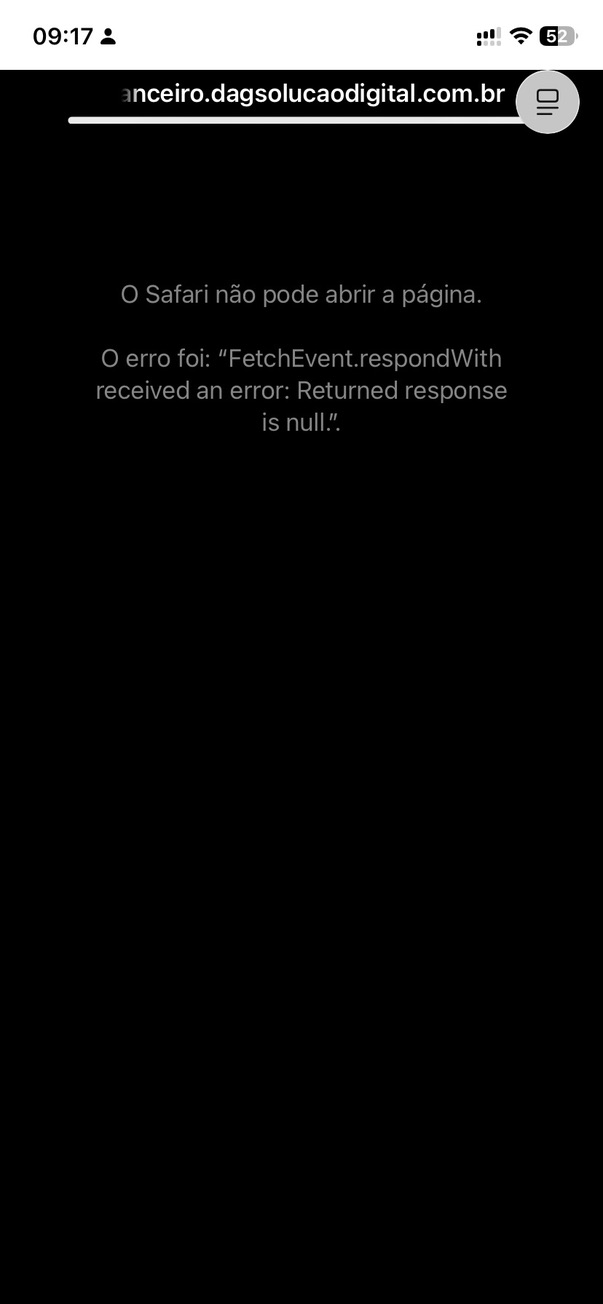 09:17
52
anceiro.dagsolucaodigital.com.br
O Safari não pode abrir a página.
O erro foi: “FetchEvent.respondWith
received an error: Returned response
is null.”.